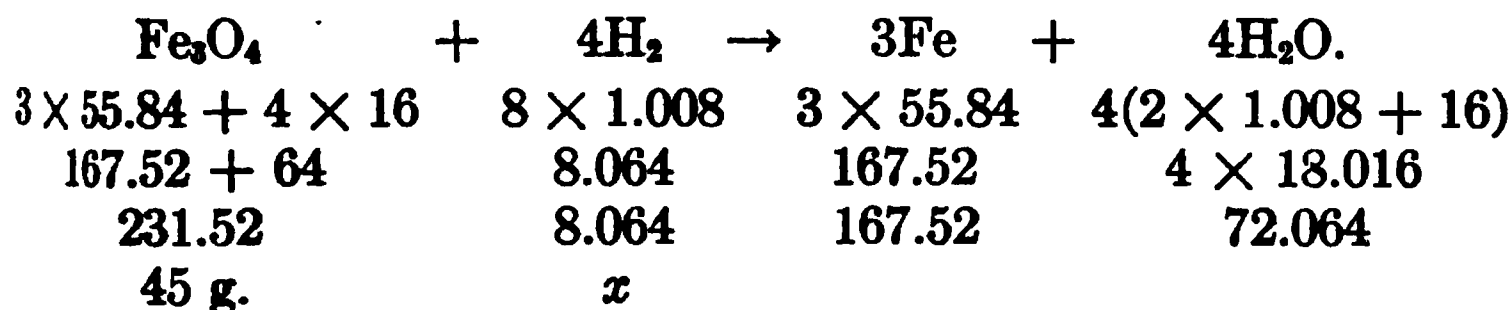 Fe₃O₄ + 4H₂ → 3Fe + 4H₂O.
3 × 55.84 + 4 × 16 8 × 1.008 3 × 55.84 4(2 × 1.008 + 16)
167.52 + 64 8.064 167.52 4 × 18.016
231.52 8.064 167.52 72.064
45 g. x